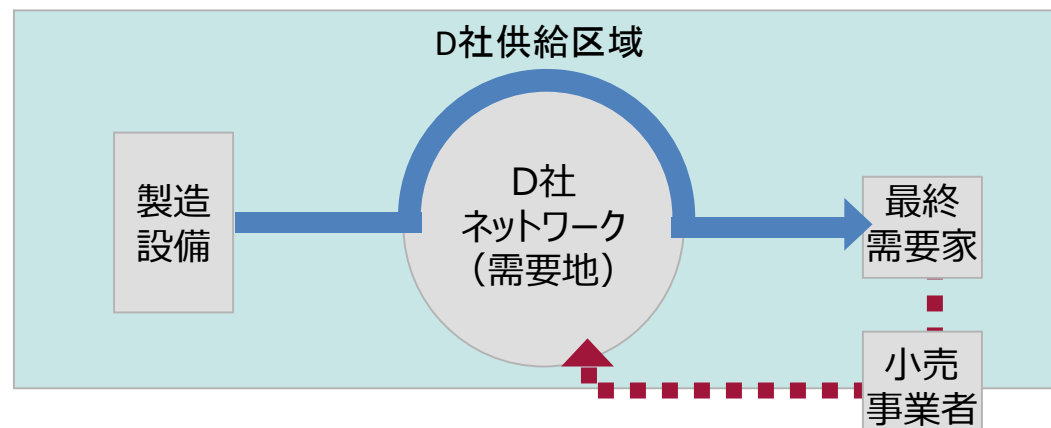 D社供給区域
製造
設備
D社
ネットワーク
（需要地）
最終
需要家
小売
事業者